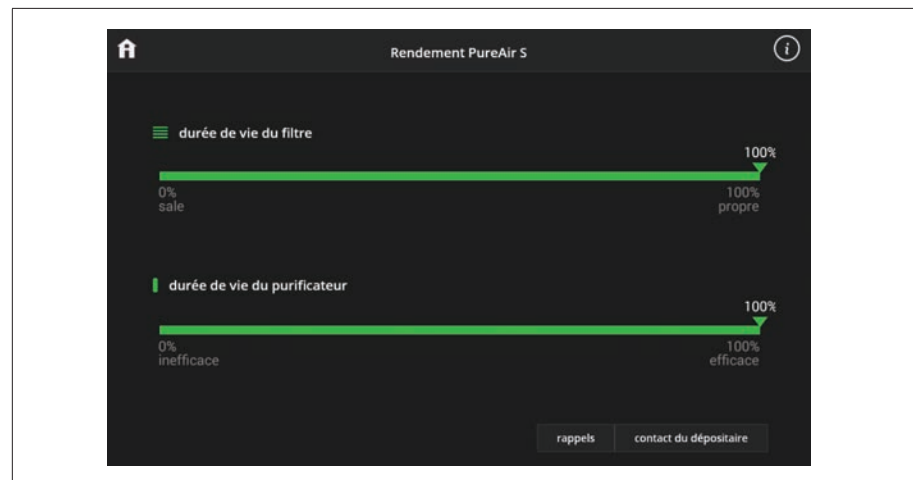 Rendement PureAir S
i
durée de vie du filtre
100%
0% 100%
sale propre
durée de vie du purificateur
100%
0% 100%
inefficace efficace
rappels contact du dépositaire